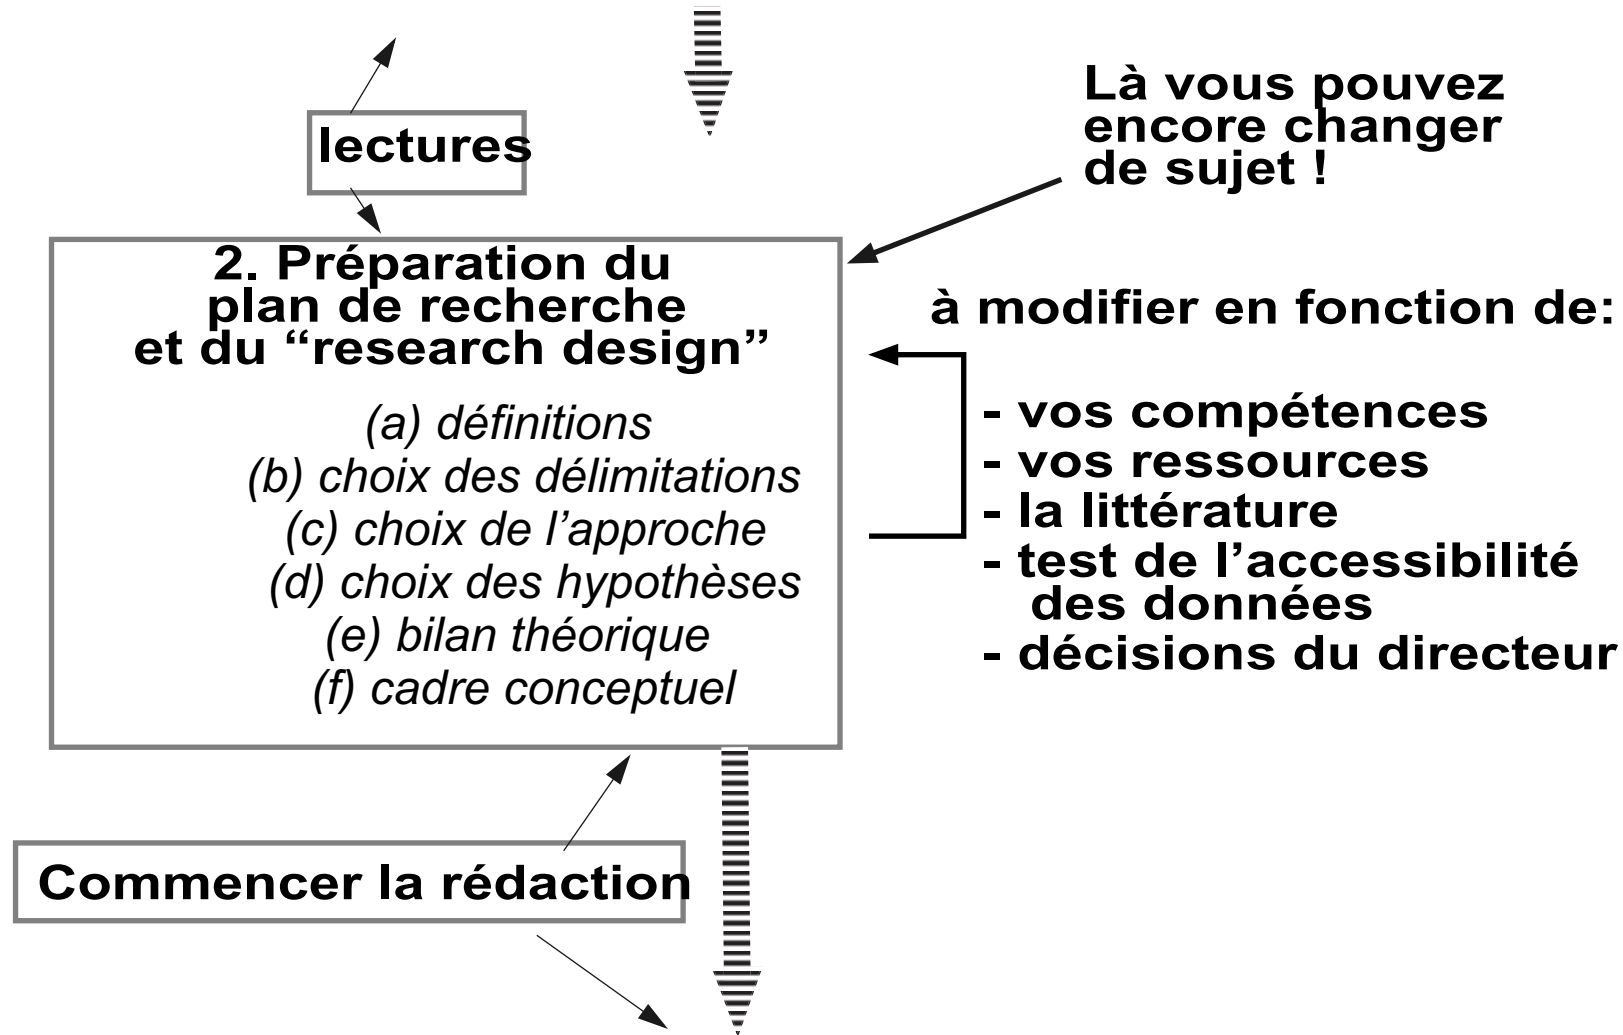 Là vous pouvez
encore changer
de sujet !
lectures
2. Préparation du
plan de recherche
et du “research design”
(a) définitions
(b) choix des délimitations
(c) choix de l’approche
(d) choix des hypothèses
(e) bilan théorique
(f) cadre conceptuel
à modifier en fonction de:
- vos compétences
- vos ressources
- la littérature
- test de l’accessibilité
des données
- décisions du directeur
Commencer la rédaction